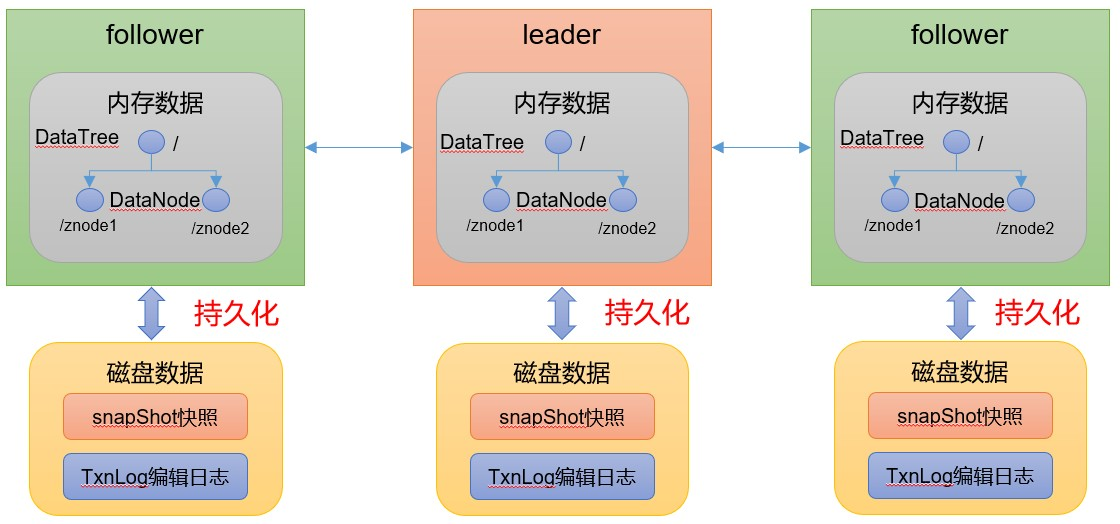 follower
内存数据
DataTree
/
DataNode
/znode1
/znode2
持久化
磁盘数据
snapShot快照
TxnLog编辑日志
leader
内存数据
DataTree
/
DataNode
/znode1
/znode2
持久化
磁盘数据
snapShot快照
TxnLog编辑日志
follower
内存数据
DataTree
/
DataNode
/znode1
/znode2
持久化
磁盘数据
snapShot快照
TxnLog编辑日志